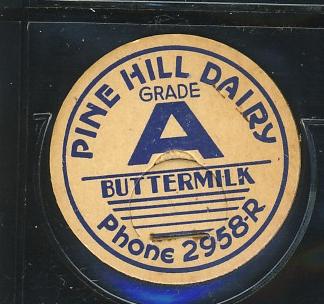 PINE HILL DAIRY
GRADE
A
BUTTERMILK
Phone 2958-R